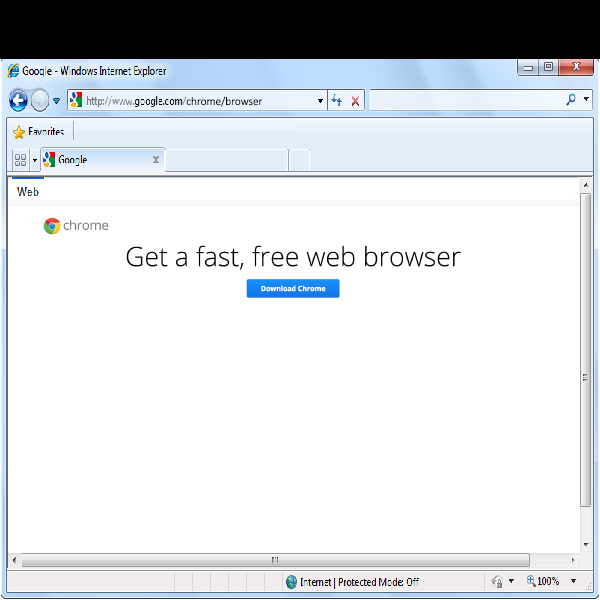 Google - Windows Internet Explorer
http://www.google.com/chrome/browser
Favorites
Google
Web
chrome
Get a fast, free web browser
Download Chrome
Internet | Protected Mode: Off
100%